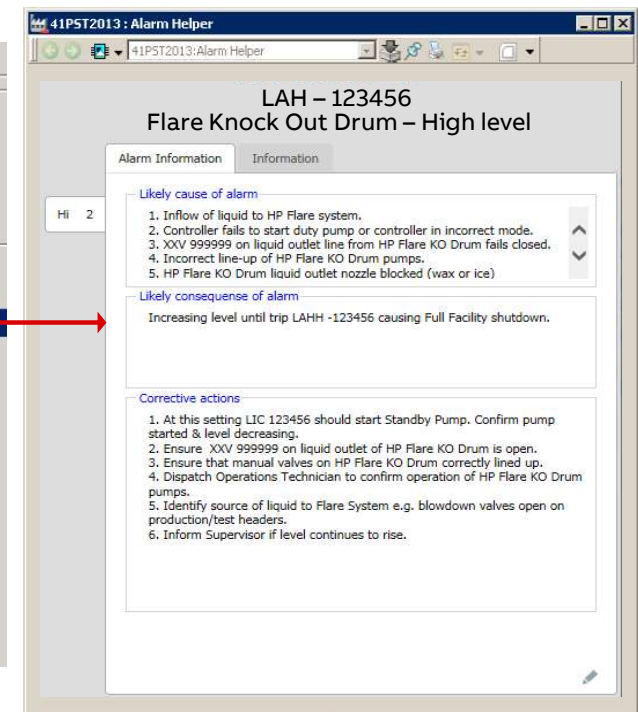 41PST2013 : Alarm Helper
41PST2013:Alarm Helper
LAH – 123456
Flare Knock Out Drum – High level
Alarm Information Information
Hi 2
Likely cause of alarm
1. Inflow of liquid to HP Flare system.
2. Controller fails to start duty pump or controller in incorrect mode.
3. XXV 999999 on liquid outlet line from HP Flare KO Drum fails closed.
4. Incorrect line-up of HP Flare KO Drum pumps.
5. HP Flare KO Drum liquid outlet nozzle blocked (wax or ice)
Likely consequense of alarm
Increasing level until trip LAHH -123456 causing Full Facility shutdown.
Corrective actions
1. At this setting LIC 123456 should start Standby Pump. Confirm pump
started & level decreasing.
2. Ensure XXV 999999 on liquid outlet of HP Flare KO Drum is open.
3. Ensure that manual valves on HP Flare KO Drum correctly lined up.
4. Dispatch Operations Technician to confirm operation of HP Flare KO Drum
pumps.
5. Identify source of liquid to Flare System e.g. blowdown valves open on
production/test headers.
6. Inform Supervisor if level continues to rise.